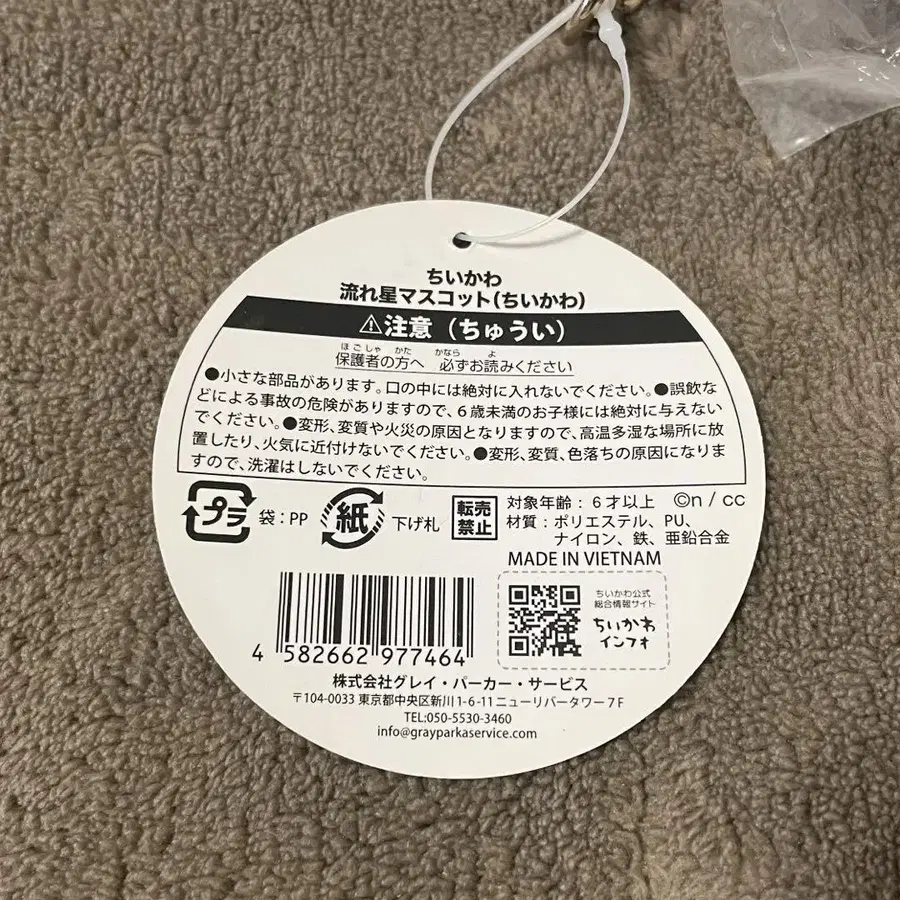 ちいかわ
流れ星マスコット(ちいかわ)
⚠注意(ちゅうい)
ほごしゃ かた かなら よ
保護者の方へ 必ずお読みください
●小さな部品があります。口の中には絶対に入れないでください。●誤飲な
どによる事故の危険がありますので、6歳未満のお子様には絶対に与えない
でください。●変形、変質や火災の原因となりますので、高温多湿な場所に放
置したり、火気に近付けないでください。●変形、変質、色落ちの原因になりま
すので、洗濯はしないでください。
プラ 袋:PP 紙 下げ札
転売
禁止
対象年齢:6才以上 ©n / cc
材質:ポリエステル、PU、
ナイロン、鉄、亜鉛合金
MADE IN VIETNAM
ちいかわ公式
総合情報サイト
ちいかわ
インフォ
4 582662 977464
株式会社グレイ・パーカー・サービス
〒104-0033 東京都中央区新川1-6-11ニューリバータワー7F
TEL:050-5530-3460
info@grayparkaservice.com